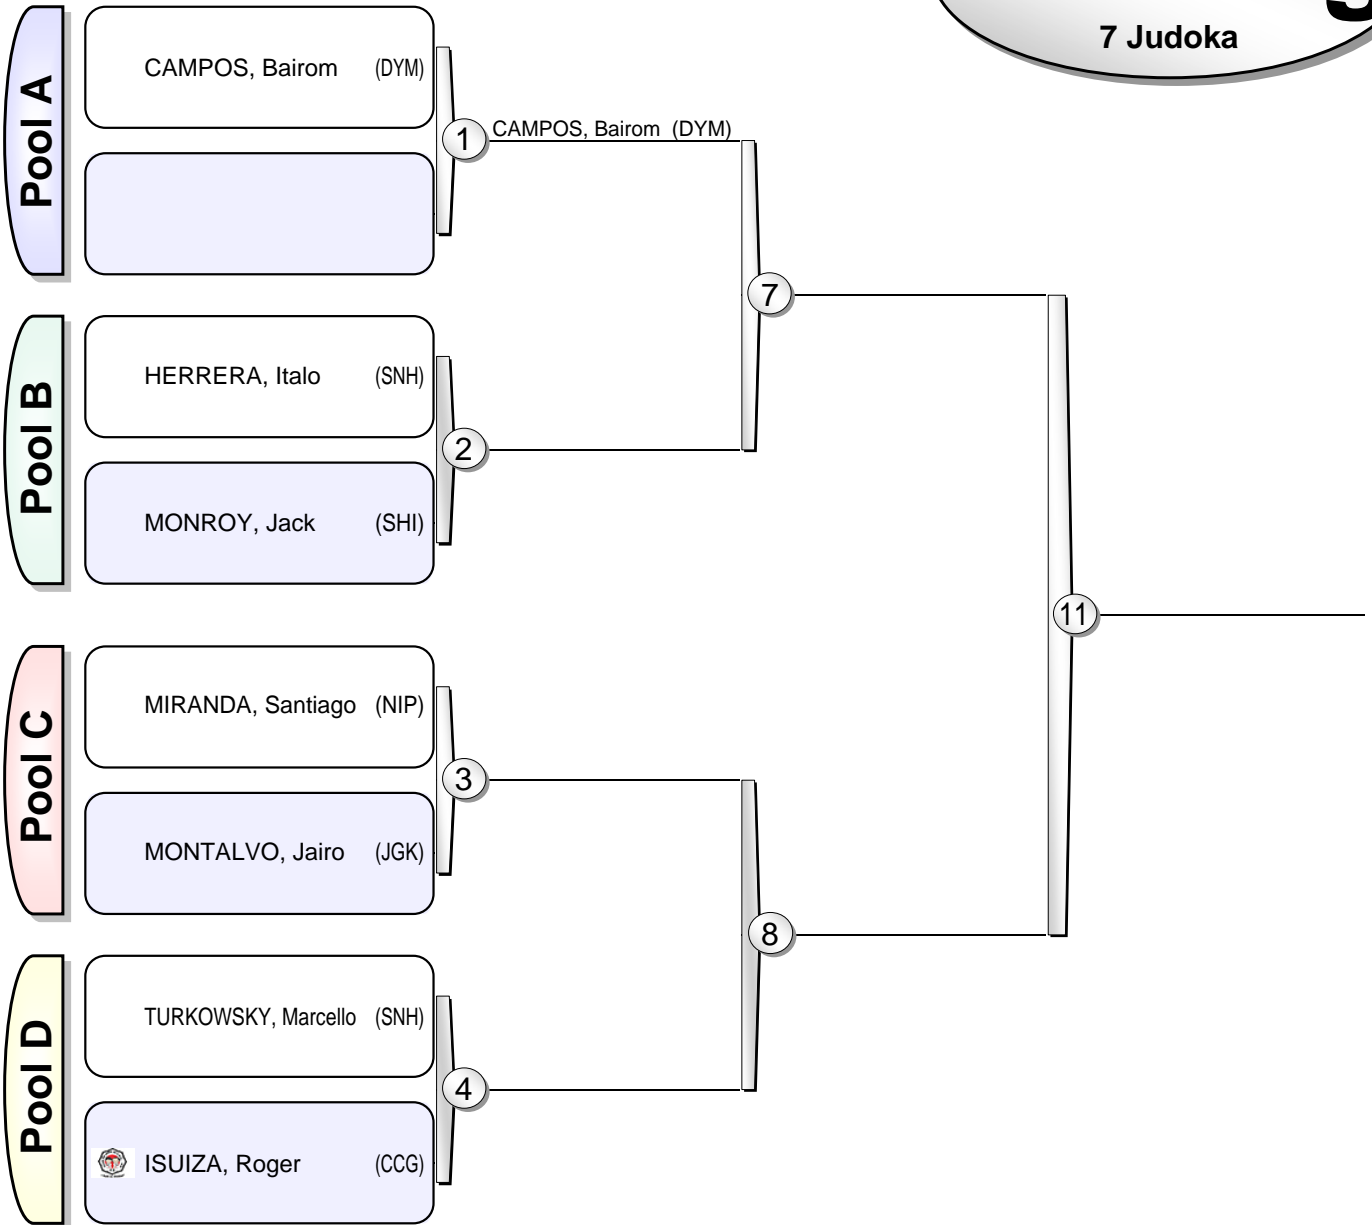 7 Judoka
Pool A
CAMPOS, Bairom (DYM)
1
CAMPOS, Bairom (DYM)
7
Pool B
HERRERA, Italo (SNH)
2
MONROY, Jack (SHI)
11
Pool C
MIRANDA, Santiago (NIP)
3
MONTALVO, Jairo (JGK)
8
Pool D
TURKOWSKY, Marcello (SNH)
4
ISUIZA, Roger (CCG)